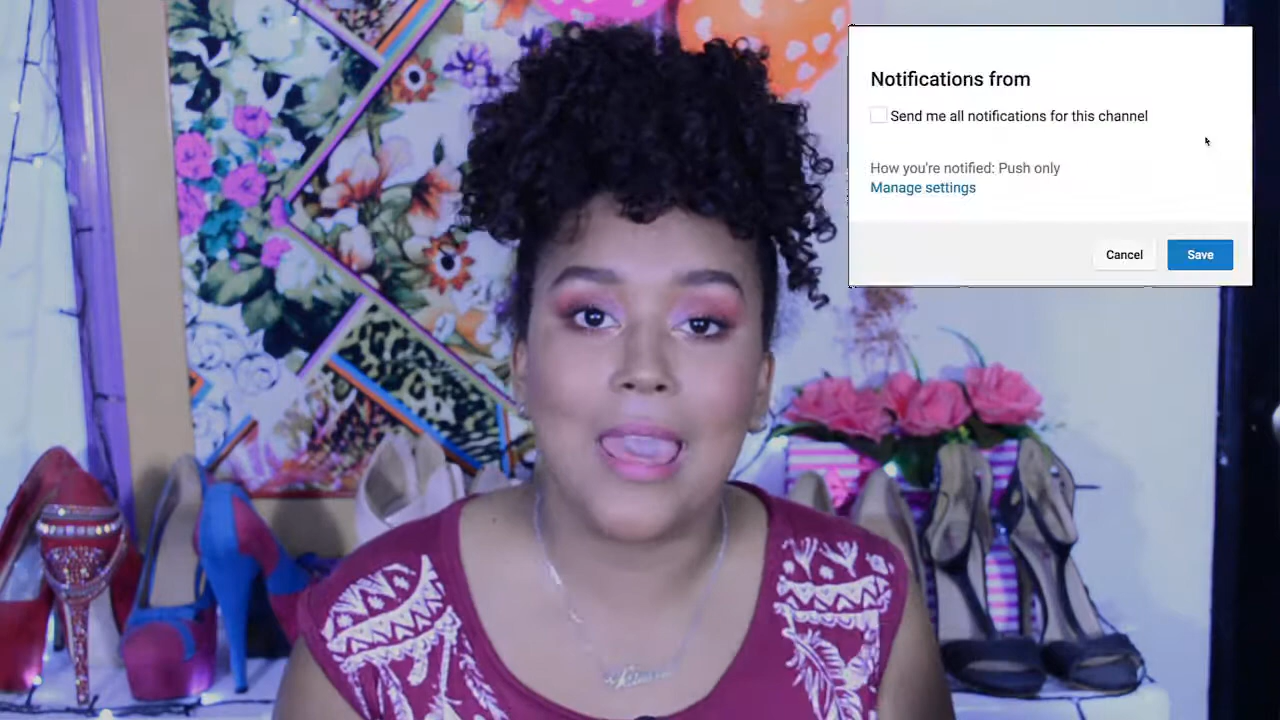 Notifications from
Send me all notifications for this channel
How you're notified: Push only
Manage settings
Cancel
Save